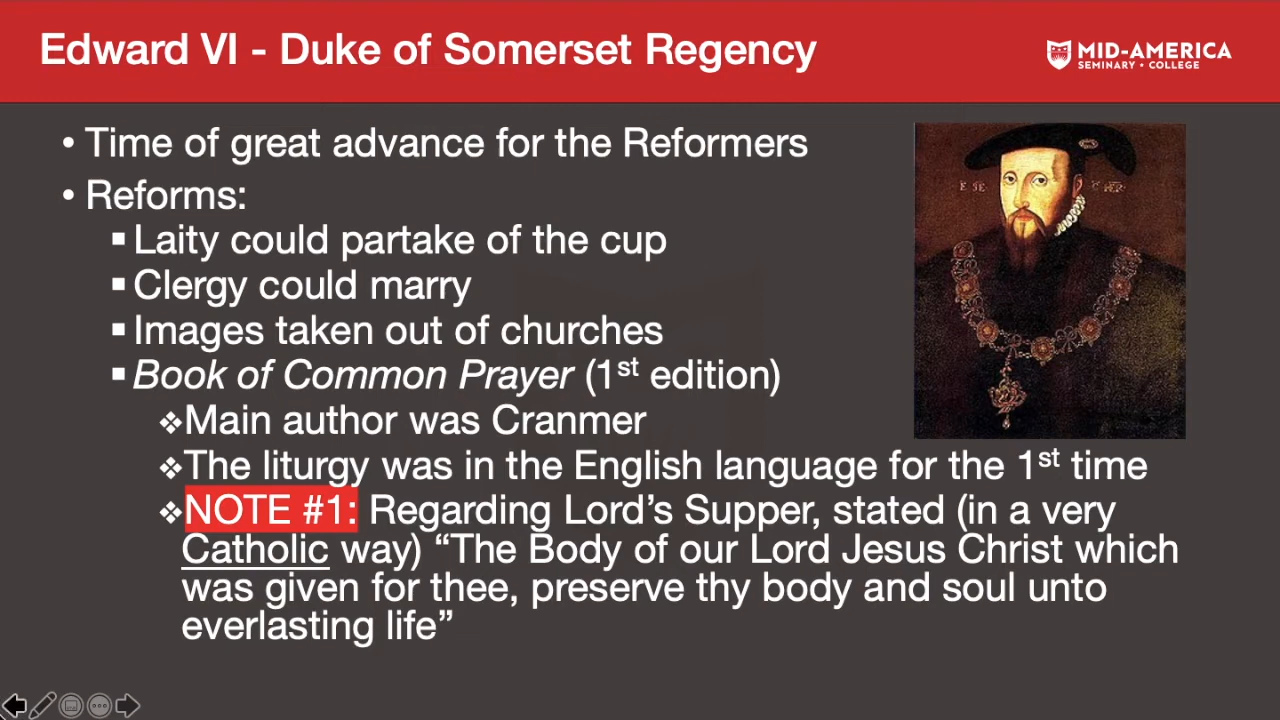 Edward VI - Duke of Somerset Regency
MID-AMERICA
SEMINARY • COLLEGE
• Time of great advance for the Reformers
• Reforms:
▪ Laity could partake of the cup
▪ Clergy could marry
▪ Images taken out of churches
▪ Book of Common Prayer (1st edition)
❖Main author was Cranmer
❖The liturgy was in the English language for the 1st time
❖NOTE #1: Regarding Lord’s Supper, stated (in a very
Catholic way) “The Body of our Lord Jesus Christ which
was given for thee, preserve thy body and soul unto
everlasting life”